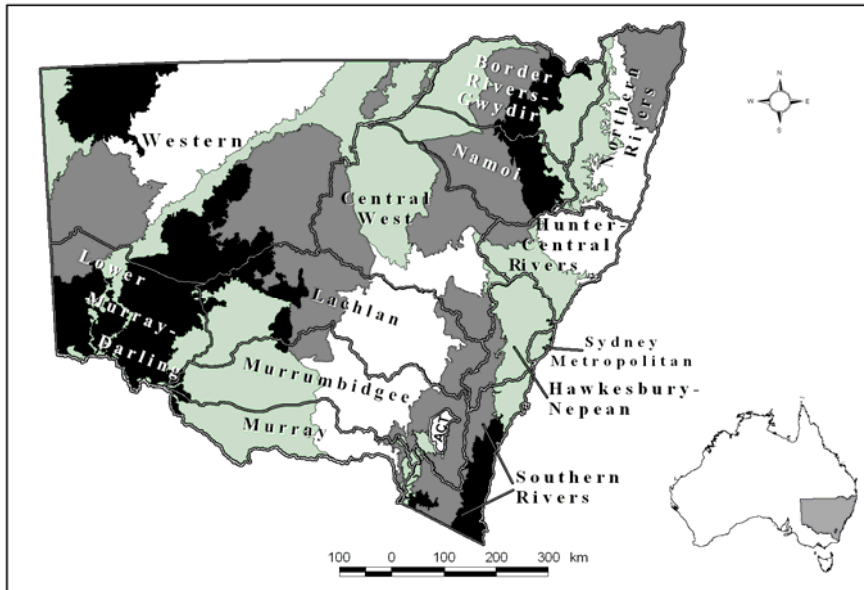 Border
Rivers-
Gwydir
Northern
Rivers
Western
Namoi
Central
West
Hunter-
Central
Rivers
Lower
Murray-
Darling
Lachlan
Sydney
Metropolitan
Murrumbidgee
Hawkesbury-
Nepean
Murray
ACT
Southern
Rivers
N
W E
S
100 0 100 200 300 km